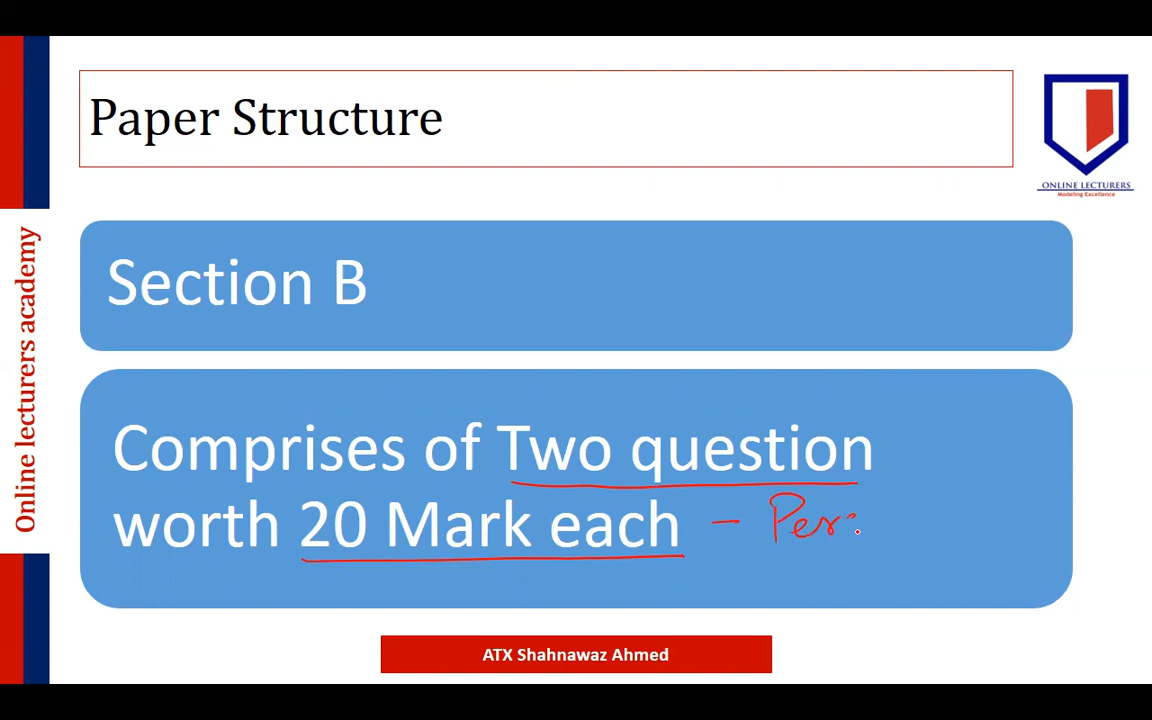 Paper Structure
ONLINE LECTURERS
Modeling Excellence
Online lecturers academy
Section B
Comprises of Two question
worth 20 Mark each - Per
ATX Shahnawaz Ahmed